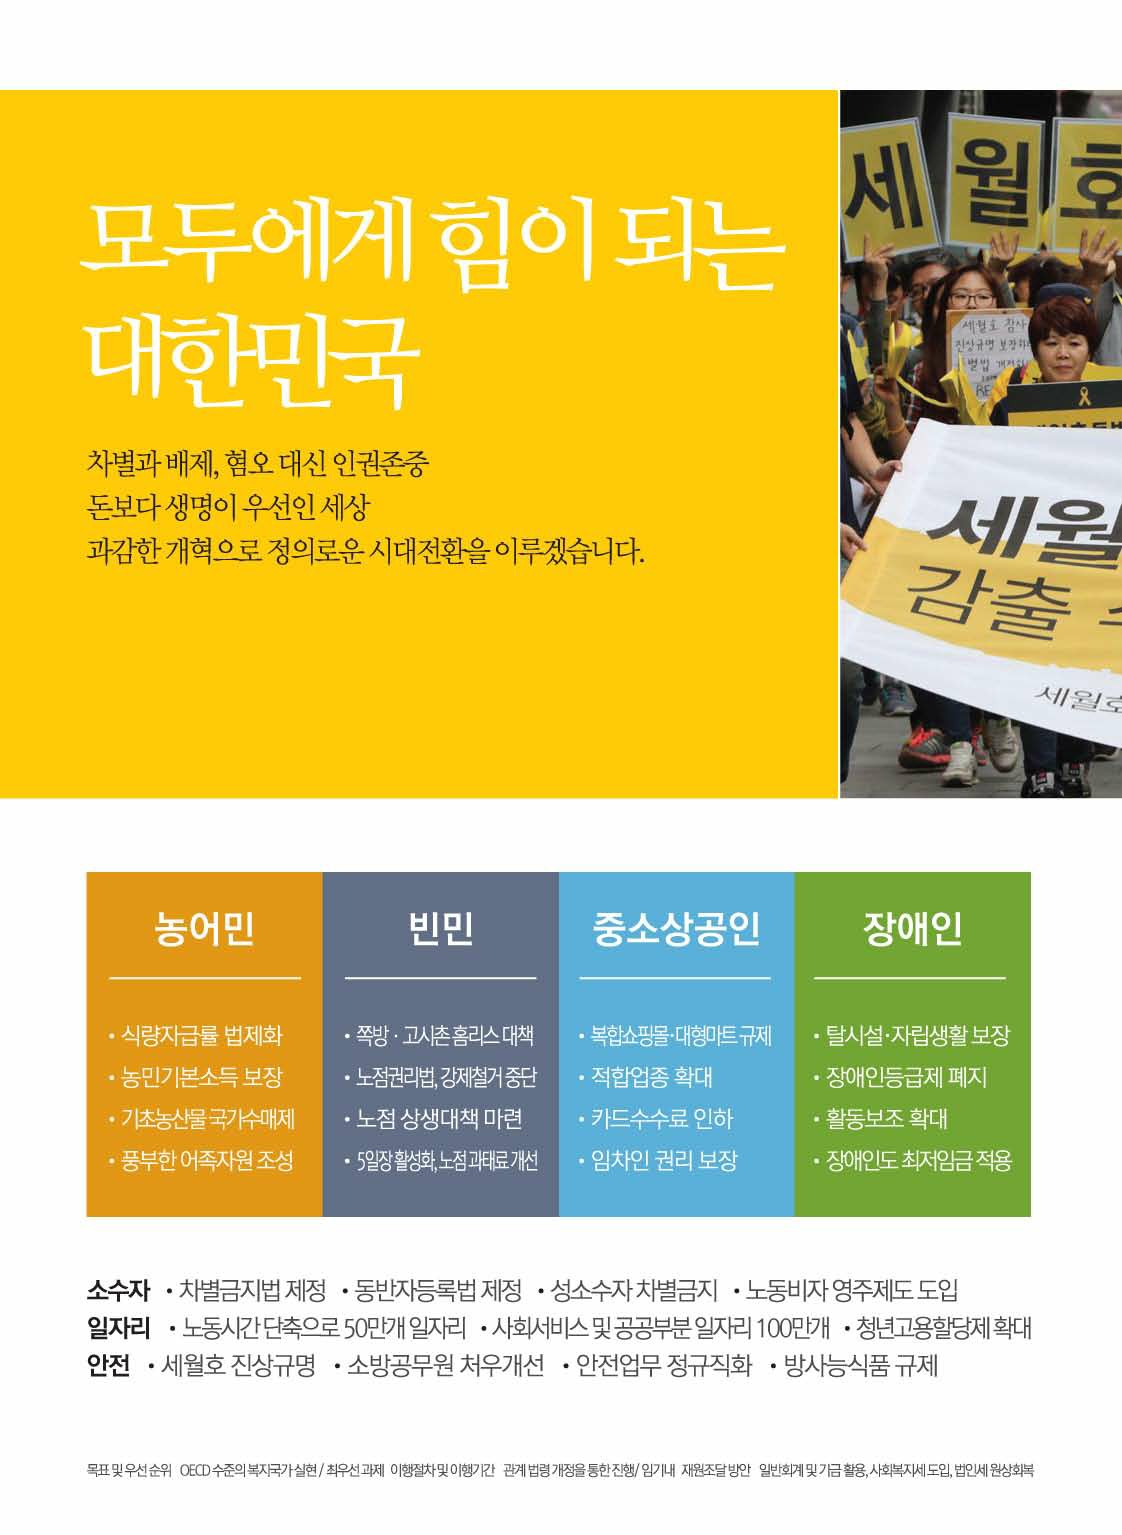 모두에게 힘이 되는
대한민국
차별과 배제, 혐오 대신 인권존중
돈보다 생명이 우선인 세상
과감한 개혁으로 정의로운 시대전환을 이루겠습니다.
세 월 호
세월호 참사
진상규명 보장하라
별법 개정하
세월
감출 수
세월호
농어민
• 식량자급률 법제화
• 농민기본소득 보장
• 기초농산물 국가수매제
• 풍부한 어족자원 조성
빈민
• 쪽방 · 고시촌 홈리스 대책
• 노점권리법, 강제철거 중단
• 노점 상생대책 마련
• 5일장 활성화, 노점 과태료 개선
중소상공인
• 복합쇼핑몰·대형마트 규제
• 적합업종 확대
• 카드수수료 인하
• 임차인 권리 보장
장애인
• 탈시설·자립생활 보장
• 장애인등급제 폐지
• 활동보조 확대
• 장애인도 최저임금 적용
소수자 • 차별금지법 제정 • 동반자등록법 제정 • 성소수자 차별금지 • 노동비자 영주제도 도입
일자리 • 노동시간 단축으로 50만개 일자리 • 사회서비스 및 공공부분 일자리 100만개 • 청년고용할당제 확대
안전 • 세월호 진상규명 • 소방공무원 처우개선 • 안전업무 정규직화 • 방사능식품 규제
목표 및 우선 순위 OECD 수준의 복지국가 실현 / 최우선 과제 이행절차 및 이행기간 관계 법령 개정을 통한 진행 / 임기내 재원조달 방안 일반회계 및 기금 활용, 사회복지세 도입, 법인세 원상회복